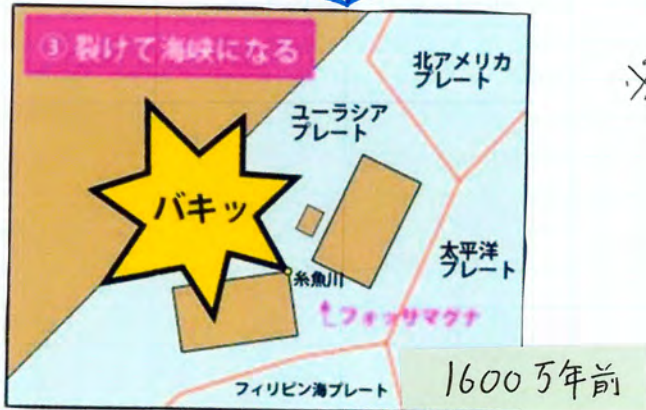 ③ 裂けて海峡になる
北アメリカ
プレート
ユーラシア
プレート
バキッ
太平洋
プレート
糸魚川
フォッサマグナ
フィリピン海プレート
1600万年前
※